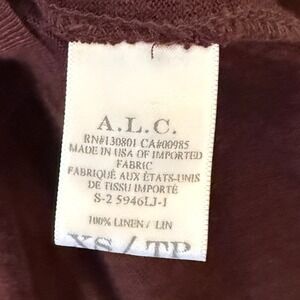 A.L.C.
RN#130801 CA#00985
MADE IN USA OF IMPORTED
FABRIC
FABRIQUÉ AUX ÉTATS-UNIS
DE TISSU IMPORTÉ
S-2 5946LJ-1
100% LINEN / LIN
XS / TP